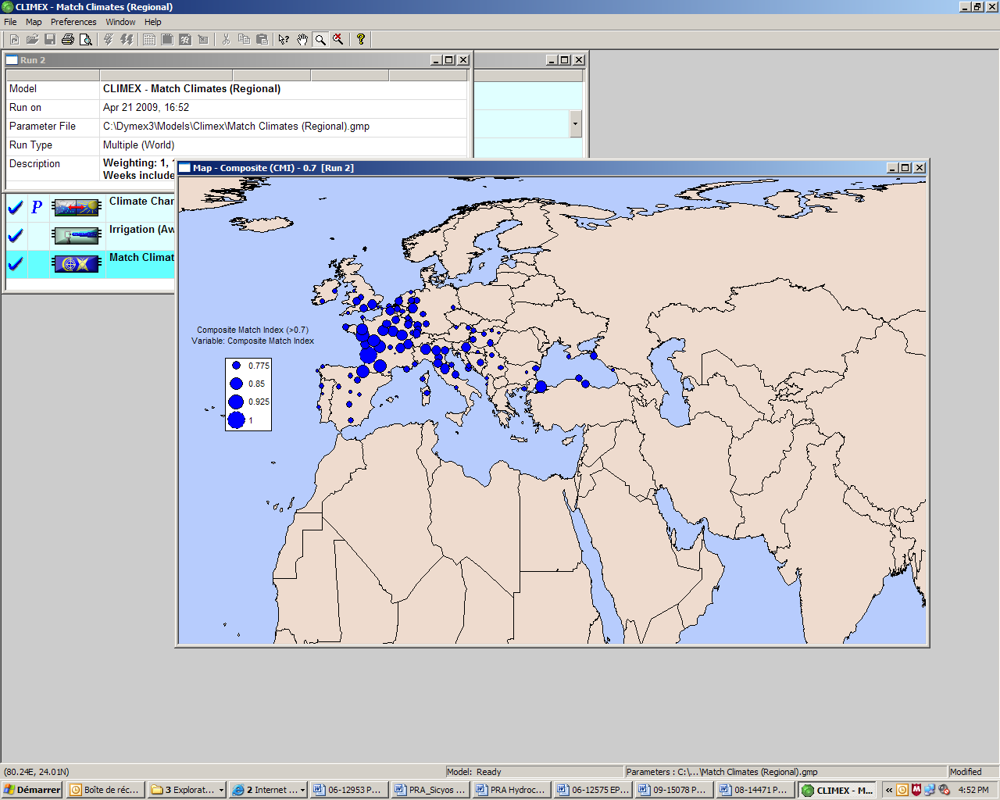 CLIMEX - Match Climates (Regional)
File Map Preferences Window Help
Run 2
Model CLIMEX - Match Climates (Regional)
Run on Apr 21 2009, 16:52
Parameter File C:\Dymex3\Models\Climex\Match Climates (Regional).gmp
Run Type Multiple (World)
Description Weighting: 1,
Weeks include
Map - Composite (CMI) - 0.7 [Run 2]
P Climate Char
Irrigation (Aw
Match Climat
Composite Match Index (>0.7)
Variable: Composite Match Index
0.775
0.85
0.925
1
(80.24E, 24.01N) Model: Ready Parameters : C:\...\Match Climates (Regional).gmp Modified
Démarrer Boîte de réc... 3 Explorat... 2 Internet ... 06-12953 P... PRA_Sicyos ... PRA Hydroc... 06-12575 EP... 09-15078 P... 08-14471 P... CLIMEX - M... « 4:52 PM